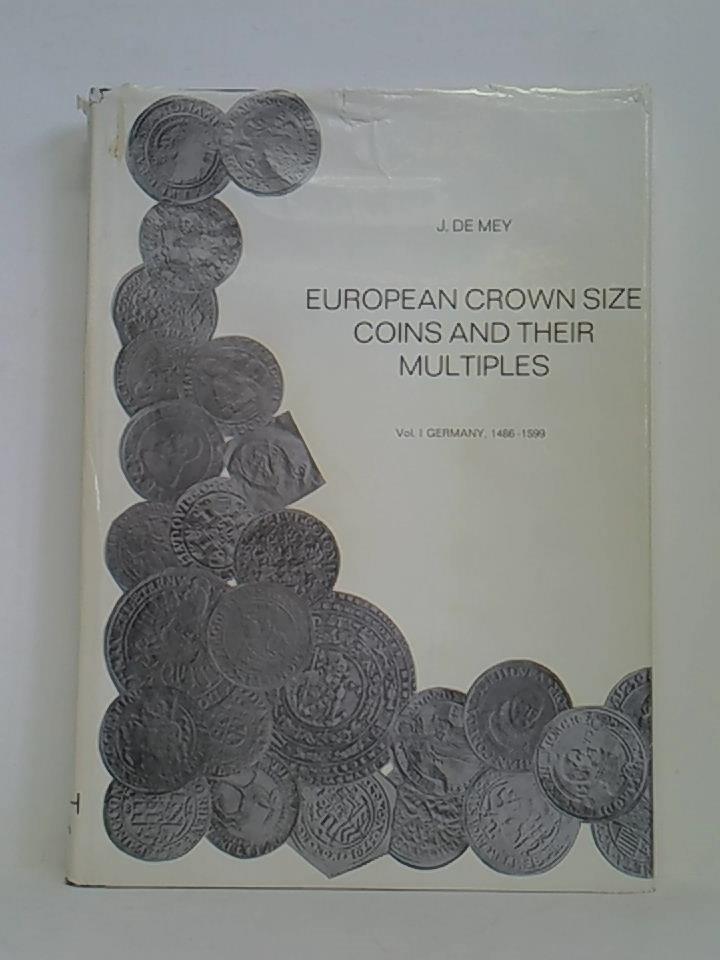 J. DE MEY
EUROPEAN CROWN SIZE
COINS AND THEIR
MULTIPLES
Vol. I GERMANY, 1486-1599